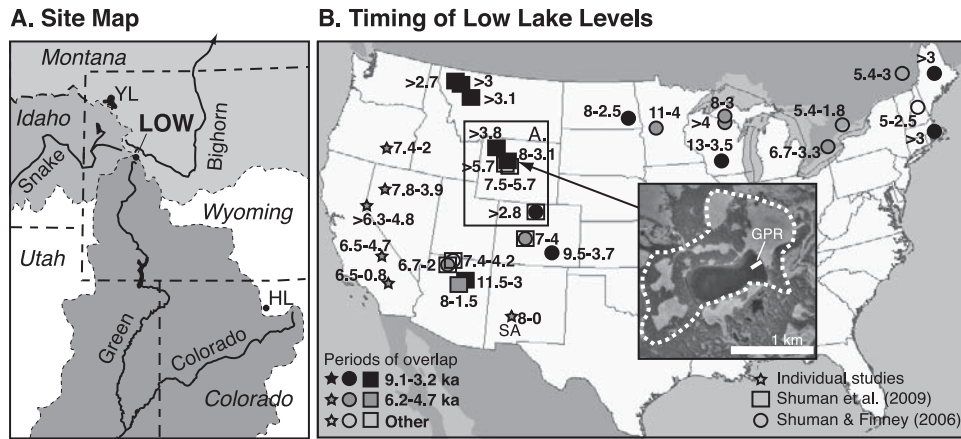 A. Site Map
Montana
YL
Idaho
LOW
Snake
Bighorn
Wyoming
Utah
HL
Green
Colorado
Colorado
B. Timing of Low Lake Levels
>2.7
>3
>3.1
8-2.5
11-4
8-3
>4
13-3.5
5.4-1.8
6.7-3.3
5.4-3
>3
5-2.5
>3
>3.8
A.
8-3.1
>5.7
7.5-5.7
7.4-2
7.8-3.9
>6.3-4.8
>2.8
7-4
9.5-3.7
6.5-4.7
6.7-2
7.4-4.2
6.5-0.8
11.5-3
8-1.5
8-0
SA
GPR
1 km
Periods of overlap
9.1-3.2 ka
6.2-4.7 ka
Other
Individual studies
Shuman et al. (2009)
Shuman & Finney (2006)